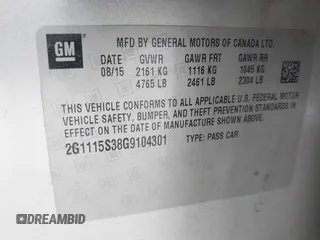 GM
MFD BY GENERAL MOTORS OF CANADA LTD.
DATE GVWR GAWR FRT GAWR RR
08/15 2161 KG 1116 KG 1045 KG
4765 LB 2461 LB 2304 LB
THIS VEHICLE CONFORMS TO ALL APPLICABLE U.S. FEDERAL MOTOR
VEHICLE SAFETY, BUMPER, AND THEFT PREVENTION STANDARDS IN
EFFECT ON THE DATE OF MANUFACTURE SHOWN ABOVE.
2G1115S38G9104301 TYPE: PASS CAR
DREAMBID